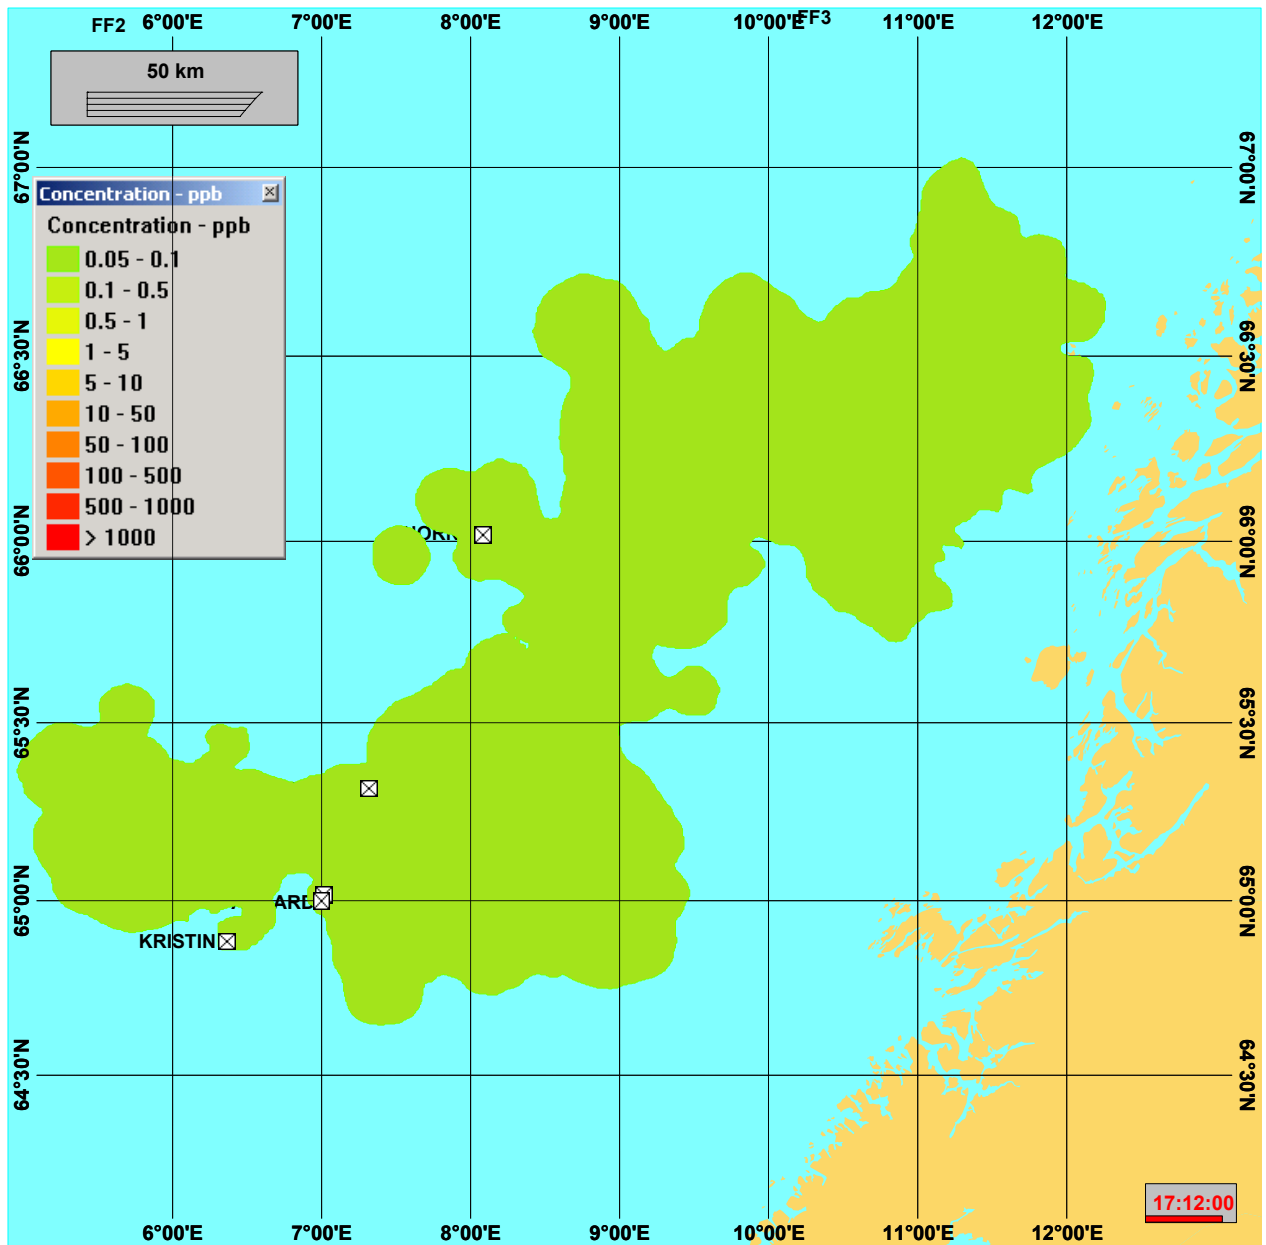 FF2 6°00'E 7°00'E 8°00'E 9°00'E 10°00'E FF3 11°00'E 12°00'E
50 km
67°00'N 67°00'N
Concentration - ppb
Concentration - ppb
0.05 - 0.1
0.1 - 0.5
0.5 - 1
1 - 5
5 - 10
10 - 50
50 - 100
100 - 500
500 - 1000
> 1000
66°30'N 66°30'N
66°00'N 66°00'N
65°30'N 65°30'N
65°00'N ARD 65°00'N
KRISTIN
64°30'N 64°30'N
17:12:00
6°00'E 7°00'E 8°00'E 9°00'E 10°00'E 11°00'E 12°00'E